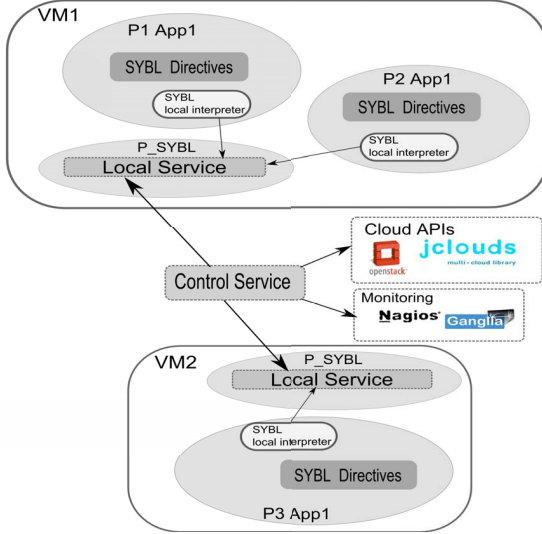 VM1
P1 App1
SYBL Directives
SYBL
local interpreter
P2 App1
SYBL Directives
SYBL
local interpreter
P_SYBL
Local Service
Cloud APIs
openstack
jclouds
multi-cloud library
Control Service
Monitoring
Nagios®
Ganglia
VM2
P_SYBL
Local Service
SYBL
local interpreter
SYBL Directives
P3 App1